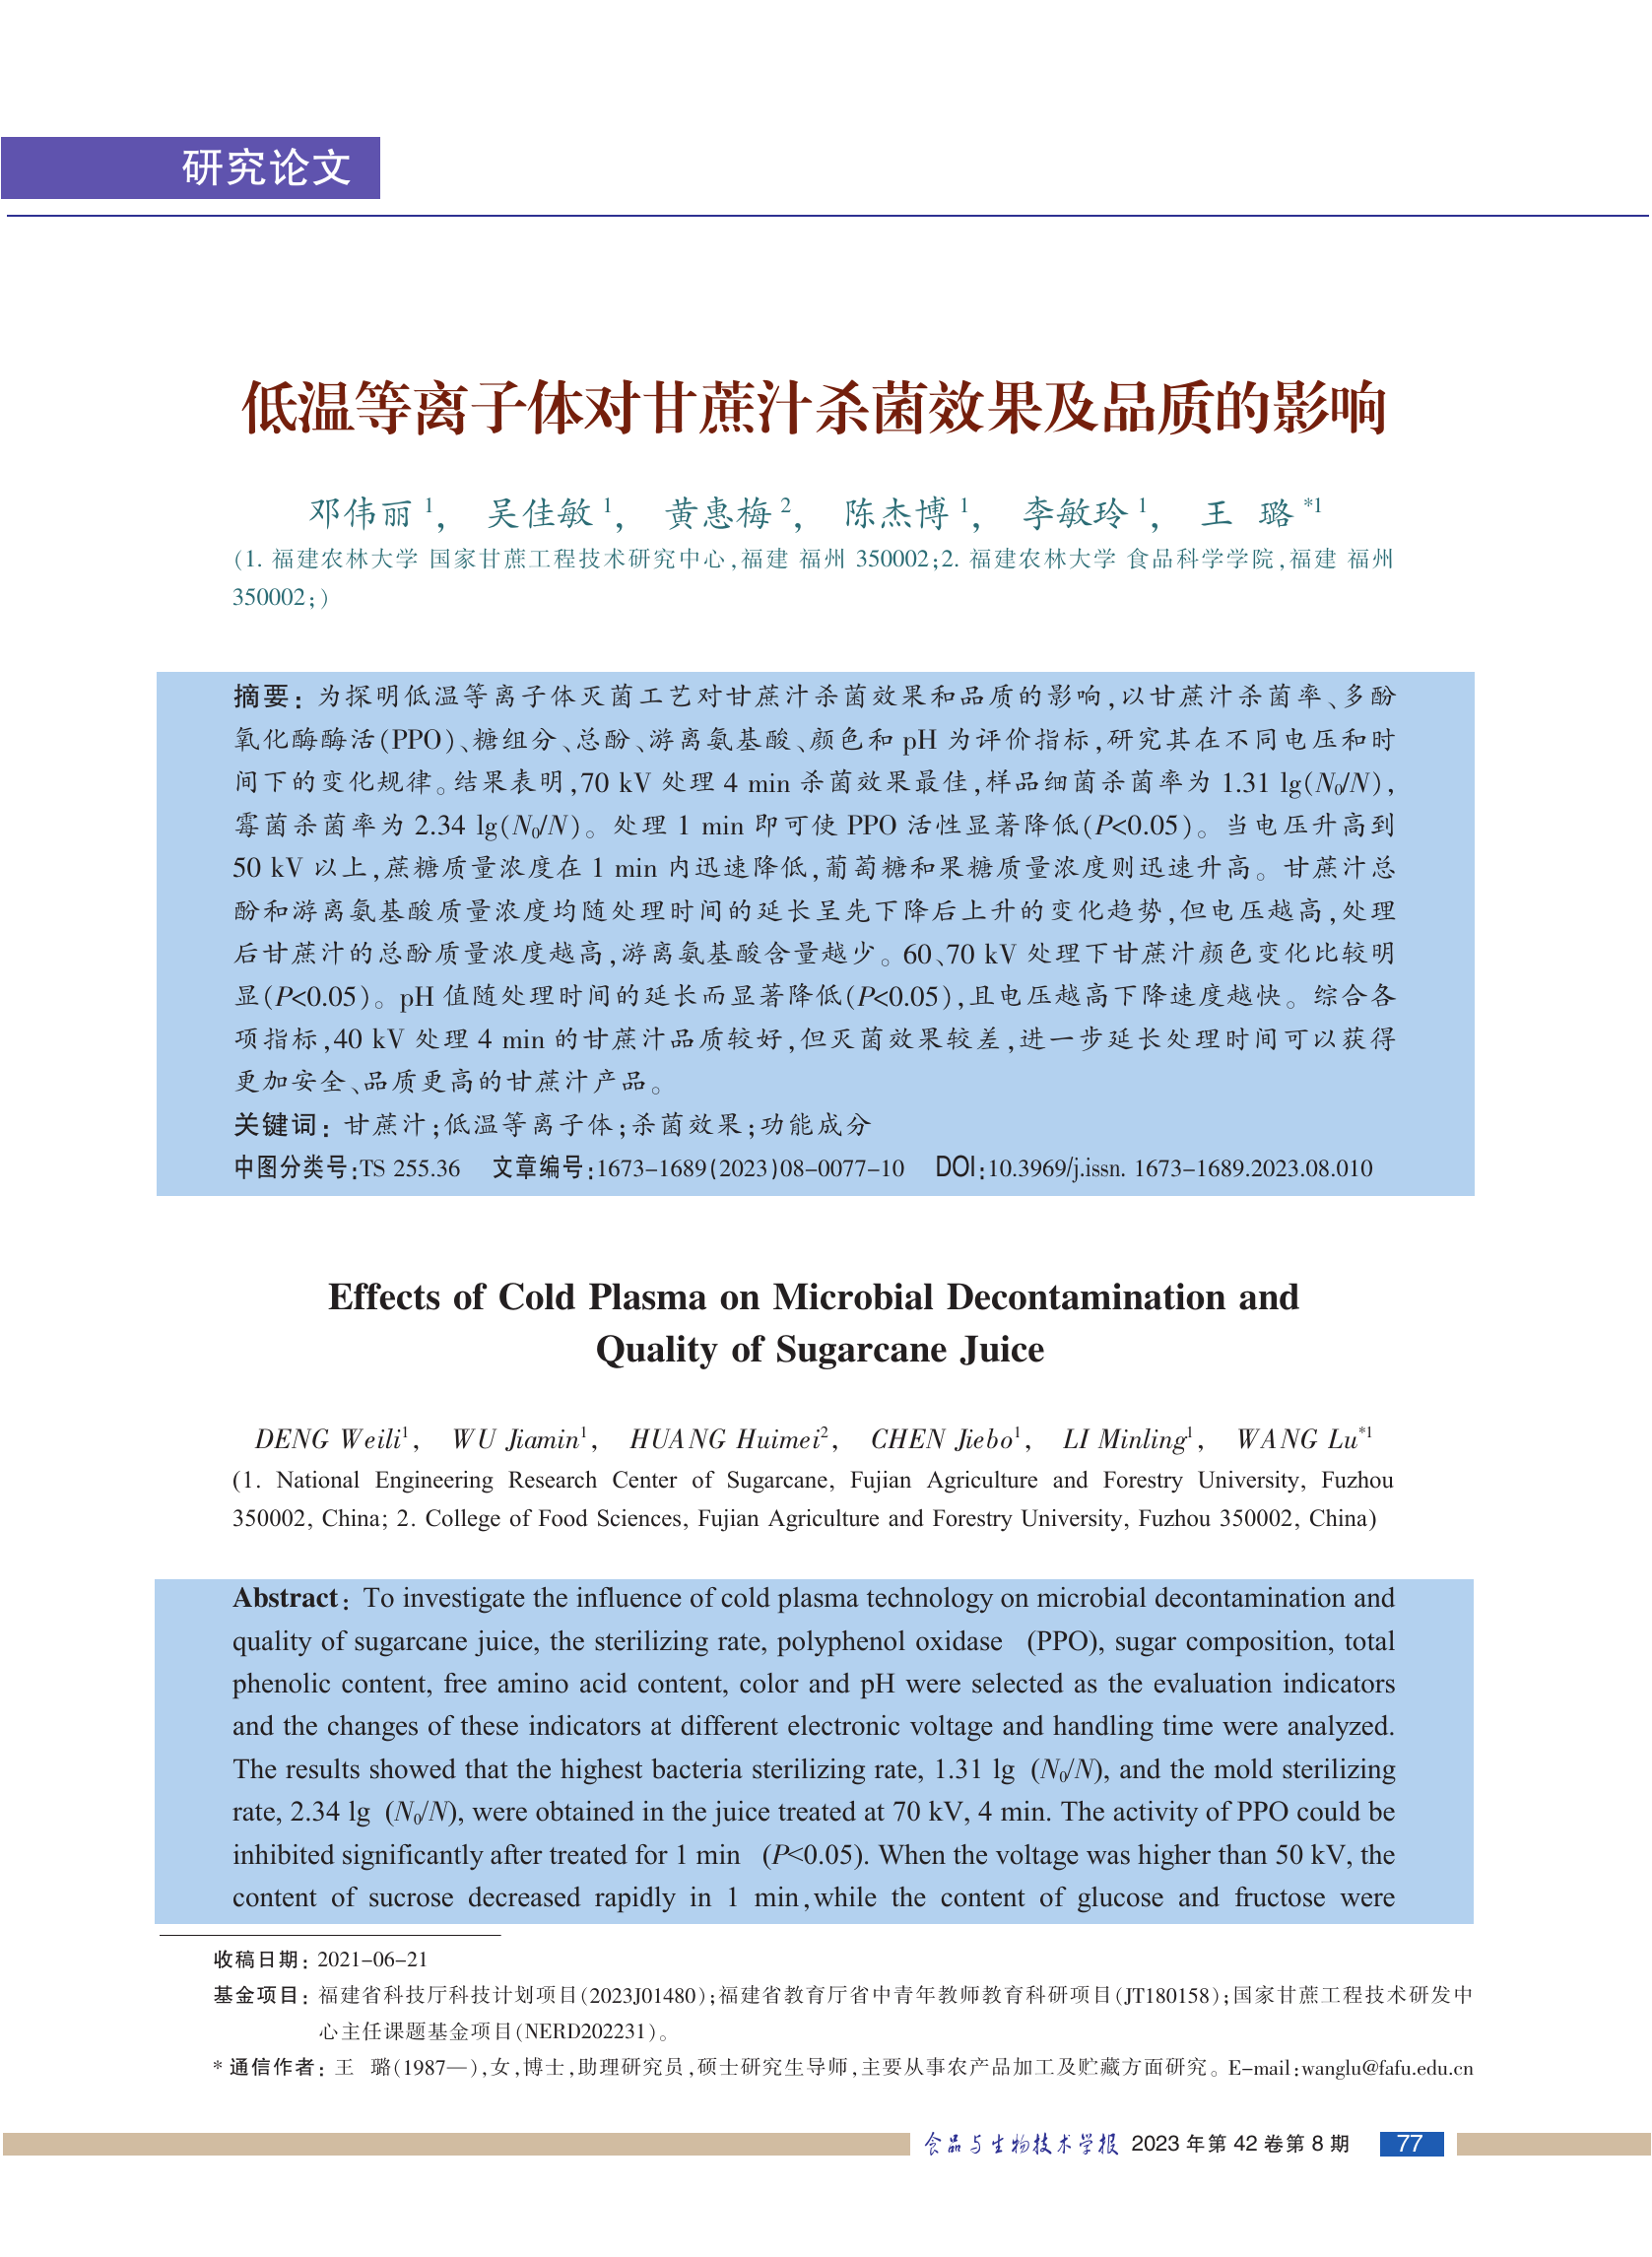 研究论文
低温等离子体对甘蔗汁杀菌效果及品质的影响
邓伟丽1, 吴佳敏1, 黄惠梅2, 陈杰博1, 李敏玲1, 王 璐*1
(1. 福建农林大学 国家甘蔗工程技术研究中心,福建 福州 350002;2. 福建农林大学 食品科学学院,福建 福州
350002;)
摘要: 为探明低温等离子体灭菌工艺对甘蔗汁杀菌效果和品质的影响,以甘蔗汁杀菌率、多酚
氧化酶酶活(PPO)、糖组分、总酚、游离氨基酸、颜色和 pH 为评价指标,研究其在不同电压和时
间下的变化规律。结果表明,70 kV 处理 4 min 杀菌效果最佳,样品细菌杀菌率为 1.31 lg(N0/N),
霉菌杀菌率为 2.34 lg(N0/N)。处理 1 min 即可使 PPO 活性显著降低(P<0.05)。当电压升高到
50 kV 以上,蔗糖质量浓度在 1 min 内迅速降低,葡萄糖和果糖质量浓度则迅速升高。甘蔗汁总
酚和游离氨基酸质量浓度均随处理时间的延长呈先下降后上升的变化趋势,但电压越高,处理
后甘蔗汁的总酚质量浓度越高,游离氨基酸含量越少。60、70 kV 处理下甘蔗汁颜色变化比较明
显(P<0.05)。pH 值随处理时间的延长而显著降低(P<0.05),且电压越高下降速度越快。综合各
项指标,40 kV 处理 4 min 的甘蔗汁品质较好,但灭菌效果较差,进一步延长处理时间可以获得
更加安全、品质更高的甘蔗汁产品。
关键词: 甘蔗汁;低温等离子体;杀菌效果;功能成分
中图分类号:TS 255.36 文章编号:1673-1689(2023)08-0077-10 DOI:10.3969/j.issn. 1673-1689.2023.08.010
Effects of Cold Plasma on Microbial Decontamination and
Quality of Sugarcane Juice
DENG Weili1, WU Jiamin1, HUANG Huimei2, CHEN Jiebo1, LI Minling1, WANG Lu*1
(1. National Engineering Research Center of Sugarcane, Fujian Agriculture and Forestry University, Fuzhou
350002, China; 2. College of Food Sciences, Fujian Agriculture and Forestry University, Fuzhou 350002, China)
Abstract: To investigate the influence of cold plasma technology on microbial decontamination and
quality of sugarcane juice, the sterilizing rate, polyphenol oxidase (PPO), sugar composition, total
phenolic content, free amino acid content, color and pH were selected as the evaluation indicators
and the changes of these indicators at different electronic voltage and handling time were analyzed.
The results showed that the highest bacteria sterilizing rate, 1.31 lg (N0/N), and the mold sterilizing
rate, 2.34 lg (N0/N), were obtained in the juice treated at 70 kV, 4 min. The activity of PPO could be
inhibited significantly after treated for 1 min (P<0.05). When the voltage was higher than 50 kV, the
content of sucrose decreased rapidly in 1 min,while the content of glucose and fructose were
收稿日期: 2021-06-21
基金项目: 福建省科技厅科技计划项目(2023J01480);福建省教育厅省中青年教师教育科研项目(JT180158);国家甘蔗工程技术研发中
心主任课题基金项目(NERD202231)。
* 通信作者: 王 璐(1987—),女,博士,助理研究员,硕士研究生导师,主要从事农产品加工及贮藏方面研究。E-mail:wanglu@fafu.edu.cn
食品与生物技术学报 2023 年第 42 卷第 8 期 77